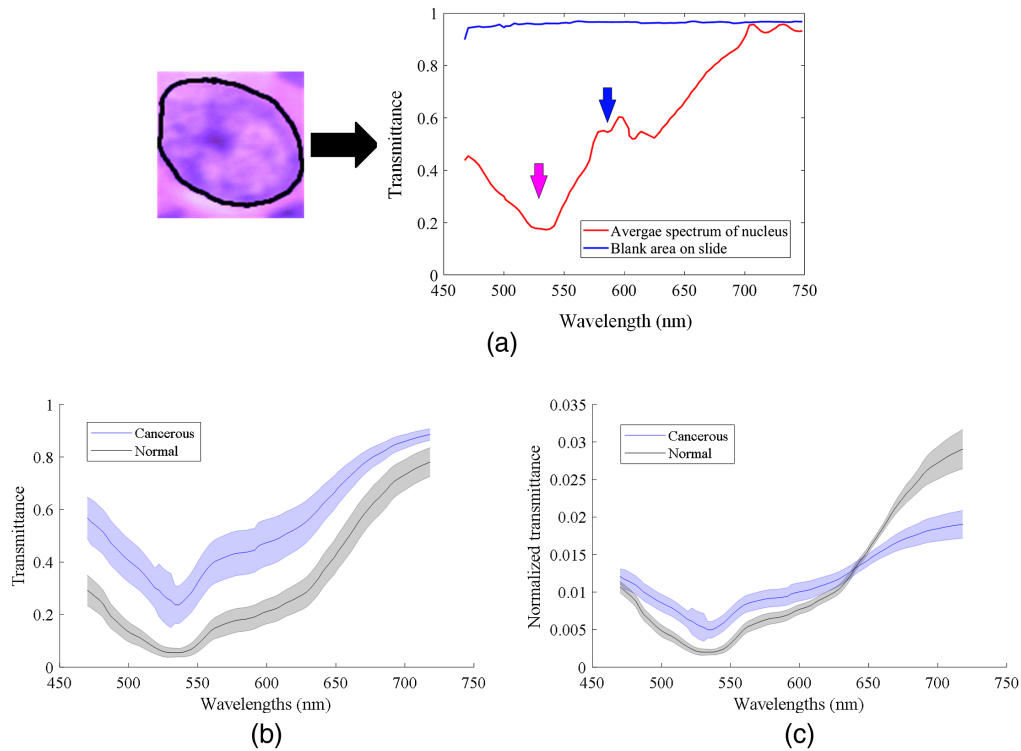 1
0.8
0.6
0.4
0.2
0
Transmittance
450 500 550 600 650 700 750
Wavelength (nm)
Avergae spectrum of nucleus
Blank area on slide
(a)
1
0.8
0.6
0.4
0.2
0
Transmittance
450 500 550 600 650 700 750
Wavelengths (nm)
Cancerous
Normal
(b)
0.035
0.03
0.025
0.02
0.015
0.01
0.005
0
Normalized transmittance
450 500 550 600 650 700 750
Wavelengths (nm)
Cancerous
Normal
(c)